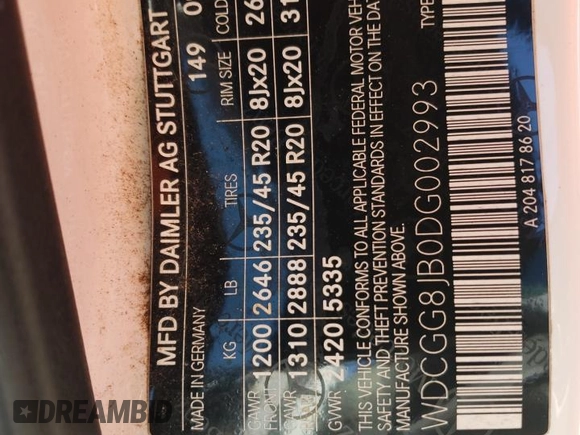 MFD BY DAIMLER AG STUTTGART
MADE IN GERMANY 149 0
KG LB TIRES RIM SIZE COLD
GAWR FRONT 1200 2646 235/45 R20 8Jx20 26
GAWR 1310 2888 235/45 R20 8Jx20 31
GVWR 2420 5335
THIS VEHICLE CONFORMS TO ALL APPLICABLE FEDERAL MOTOR VEH
SAFETY AND THEFT PREVENTION STANDARDS IN EFFECT ON THE DA
MANUFACTURE SHOWN ABOVE.
WDCGG8JB0DG002993 TYPE
A 204 817 86 20
DREAMBID